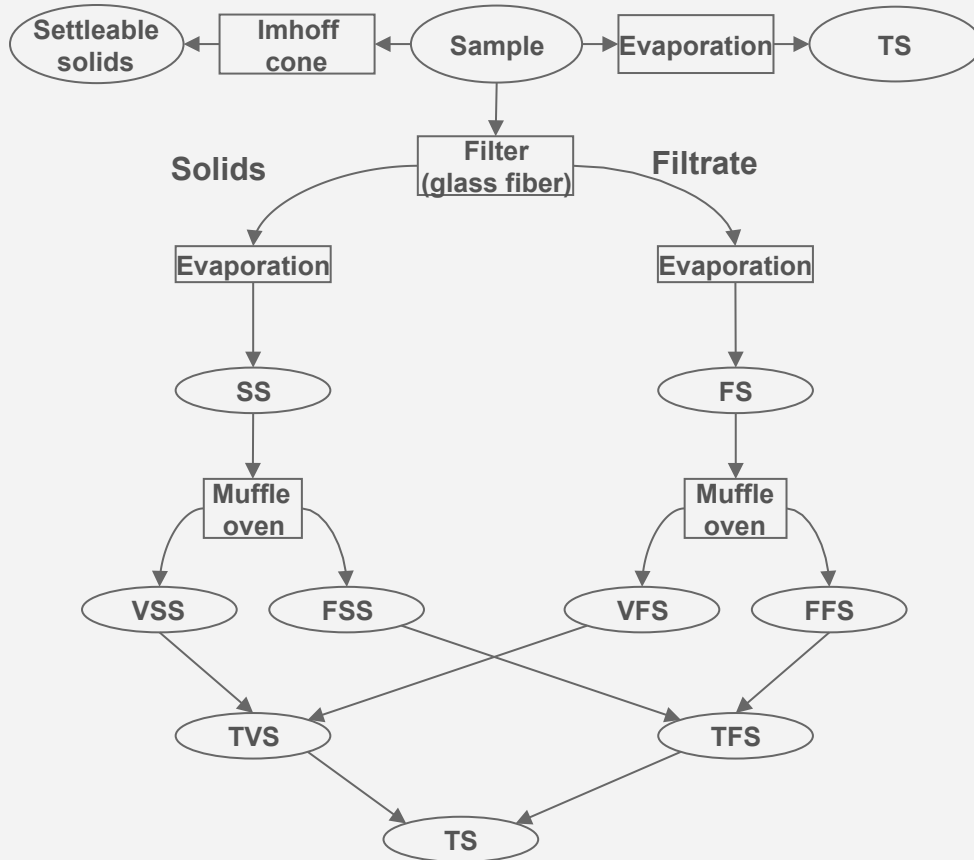 Settleable
solids
Imhoff
cone
Sample
Evaporation
TS
Filter
(glass fiber)
Solids
Filtrate
Evaporation
Evaporation
SS
FS
Muffle
oven
Muffle
oven
VSS
FSS
VFS
FFS
TVS
TFS
TS